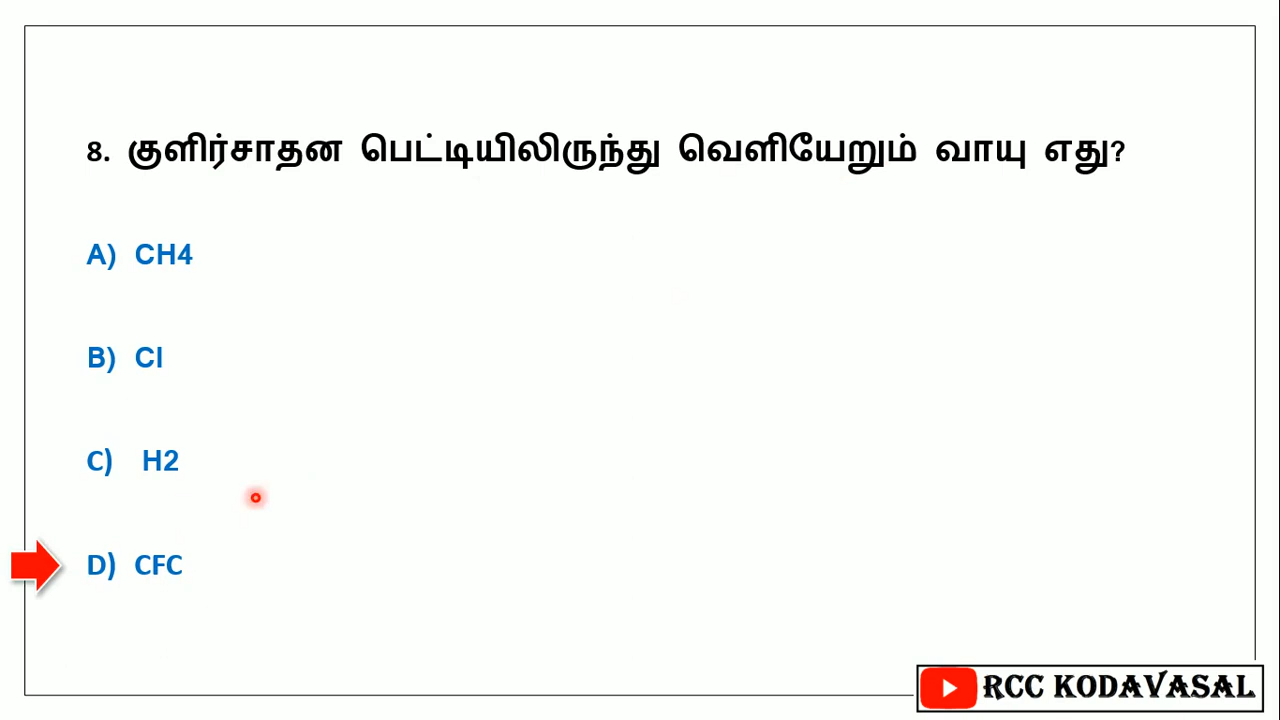 8. குளிர்சாதன பெட்டியிலிருந்து வெளியேறும் வாயு எது?
A) CH4
B) Cl
C) H2
D) CFC
RCC KODAVASAL